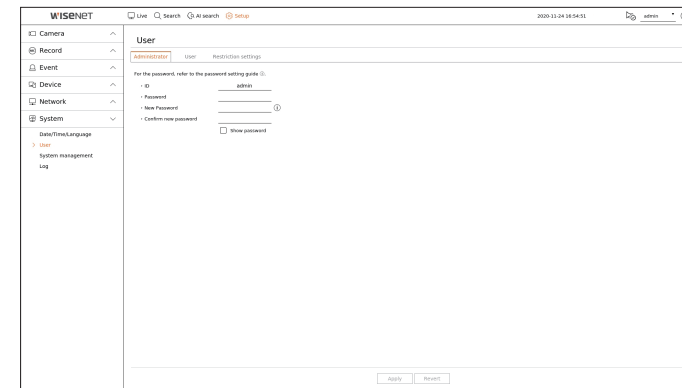 WISENET
Live Search AI search Setup 2020-11-24 16:54:51 admin
Camera
Record
Event
Device
Network
System
Date/Time/Language
> User
System management
Log
User
Administrator User Restriction settings
For the password, refer to the password setting guide ⓘ.
ID admin
Password
New Password
Confirm new password
Show password
Apply Revert